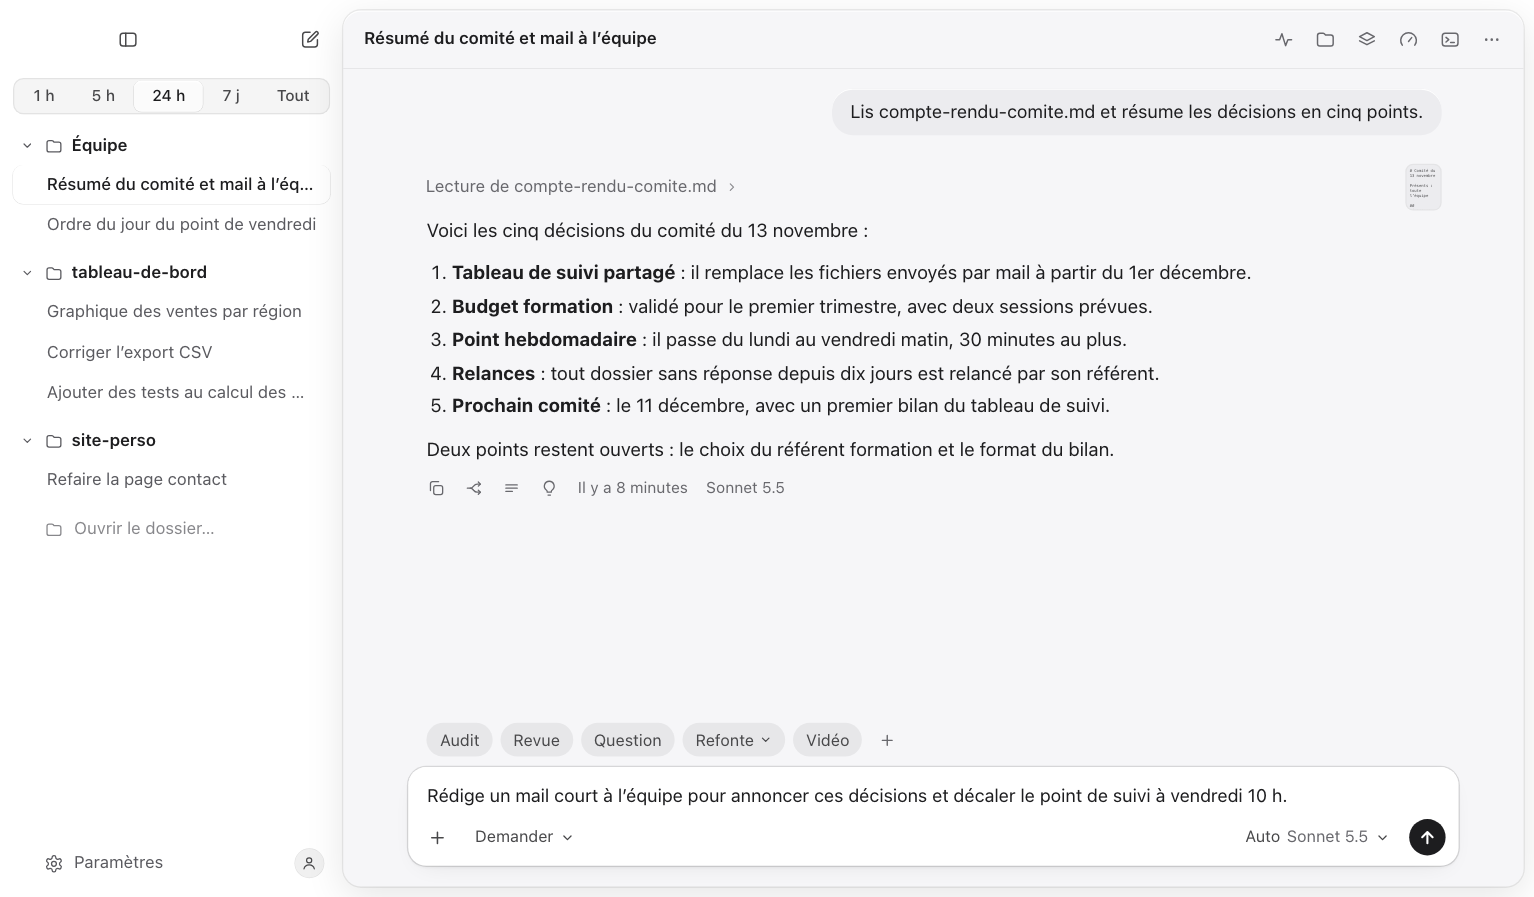 Résumé du comité et mail à l’équipe
1 h 5 h 24 h 7 j Tout
Équipe
Résumé du comité et mail à l’éq...
Ordre du jour du point de vendredi
tableau-de-bord
Graphique des ventes par région
Corriger l’export CSV
Ajouter des tests au calcul des ...
site-perso
Refaire la page contact
Ouvrir le dossier...
Paramètres
Lis compte-rendu-comite.md et résume les décisions en cinq points.
# Comité du
13 novembre
Présents :
toute
l’équipe
##
Lecture de compte-rendu-comite.md
Voici les cinq décisions du comité du 13 novembre :
1. Tableau de suivi partagé : il remplace les fichiers envoyés par mail à partir du 1er décembre.
2. Budget formation : validé pour le premier trimestre, avec deux sessions prévues.
3. Point hebdomadaire : il passe du lundi au vendredi matin, 30 minutes au plus.
4. Relances : tout dossier sans réponse depuis dix jours est relancé par son référent.
5. Prochain comité : le 11 décembre, avec un premier bilan du tableau de suivi.
Deux points restent ouverts : le choix du référent formation et le format du bilan.
Il y a 8 minutes Sonnet 5.5
Audit Revue Question Refonte Vidéo
Rédige un mail court à l’équipe pour annoncer ces décisions et décaler le point de suivi à vendredi 10 h.
Demander Auto Sonnet 5.5